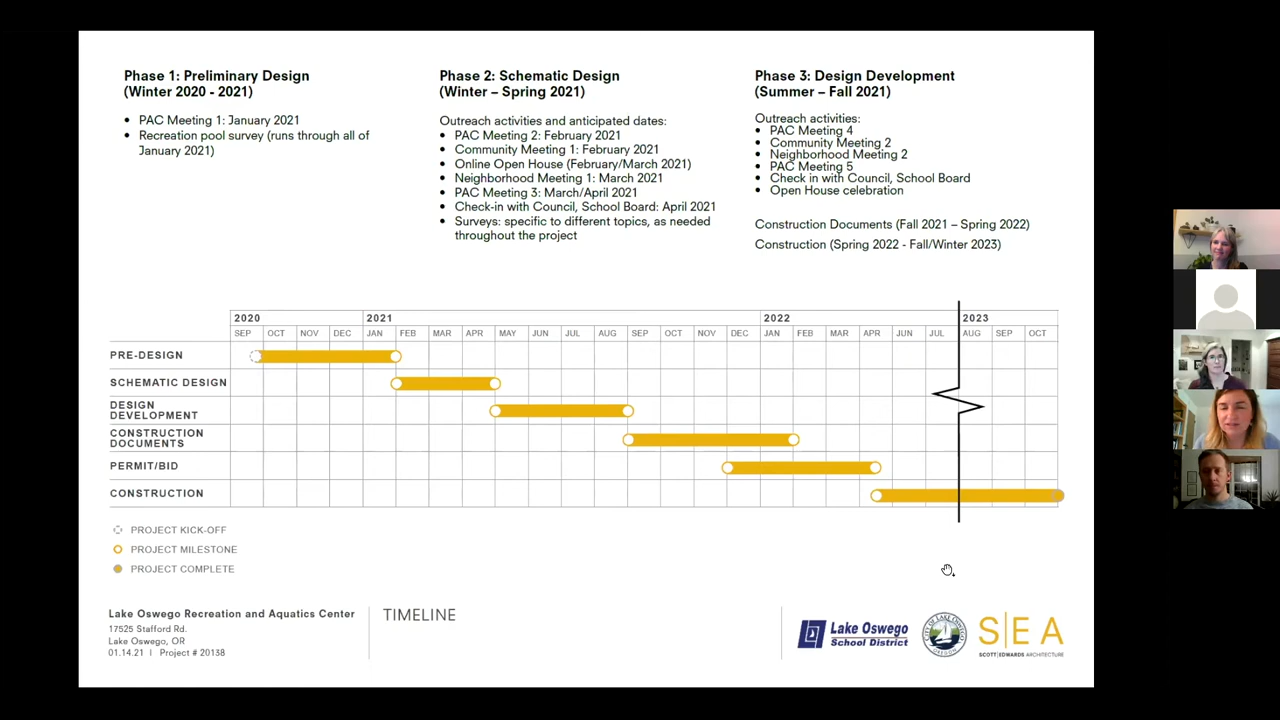 Phase 1: Preliminary Design
(Winter 2020 - 2021)
• PAC Meeting 1: January 2021
• Recreation pool survey (runs through all of
January 2021)
Phase 2: Schematic Design
(Winter – Spring 2021)
Outreach activities and anticipated dates:
• PAC Meeting 2: February 2021
• Community Meeting 1: February 2021
• Online Open House (February/March 2021)
• Neighborhood Meeting 1: March 2021
• PAC Meeting 3: March/April 2021
• Check-in with Council, School Board: April 2021
• Surveys: specific to different topics, as needed
throughout the project
Phase 3: Design Development
(Summer – Fall 2021)
Outreach activities:
• PAC Meeting 4
• Community Meeting 2
• Neighborhood Meeting 2
• PAC Meeting 5
• Check in with Council, School Board
• Open House celebration
Construction Documents (Fall 2021 – Spring 2022)
Construction (Spring 2022 - Fall/Winter 2023)
2020 2021 2022 2023
SEP OCT NOV DEC JAN FEB MAR APR MAY JUN JUL AUG SEP OCT NOV DEC JAN FEB MAR APR JUN JUL AUG SEP OCT
PRE-DESIGN
SCHEMATIC DESIGN
DESIGN
DEVELOPMENT
CONSTRUCTION
DOCUMENTS
PERMIT/BID
CONSTRUCTION
PROJECT KICK-OFF
PROJECT MILESTONE
PROJECT COMPLETE
Lake Oswego Recreation and Aquatics Center
17525 Stafford Rd.
Lake Oswego, OR
01.14.21 | Project # 20138
TIMELINE
Lake Oswego
School District
CITY OF LAKE OSWEGO
OREGON
S|EA
SCOTT|EDWARDS ARCHITECTURE